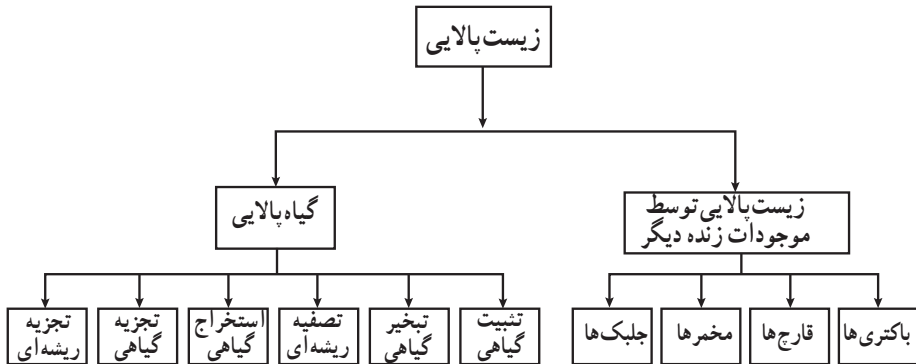 زیست‌پالایی
زیست‌پالایی توسط
موجودات زنده دیگر
گیاه‌پالایی
باکتری‌ها
قارچ‌ها
مخمرها
جلبک‌ها
تثبیت
گیاهی
تبخیر
گیاهی
تصفیه
ریشه‌ای
استخراج
گیاهی
تجزیه
گیاهی
تجزیه
ریشه‌ای